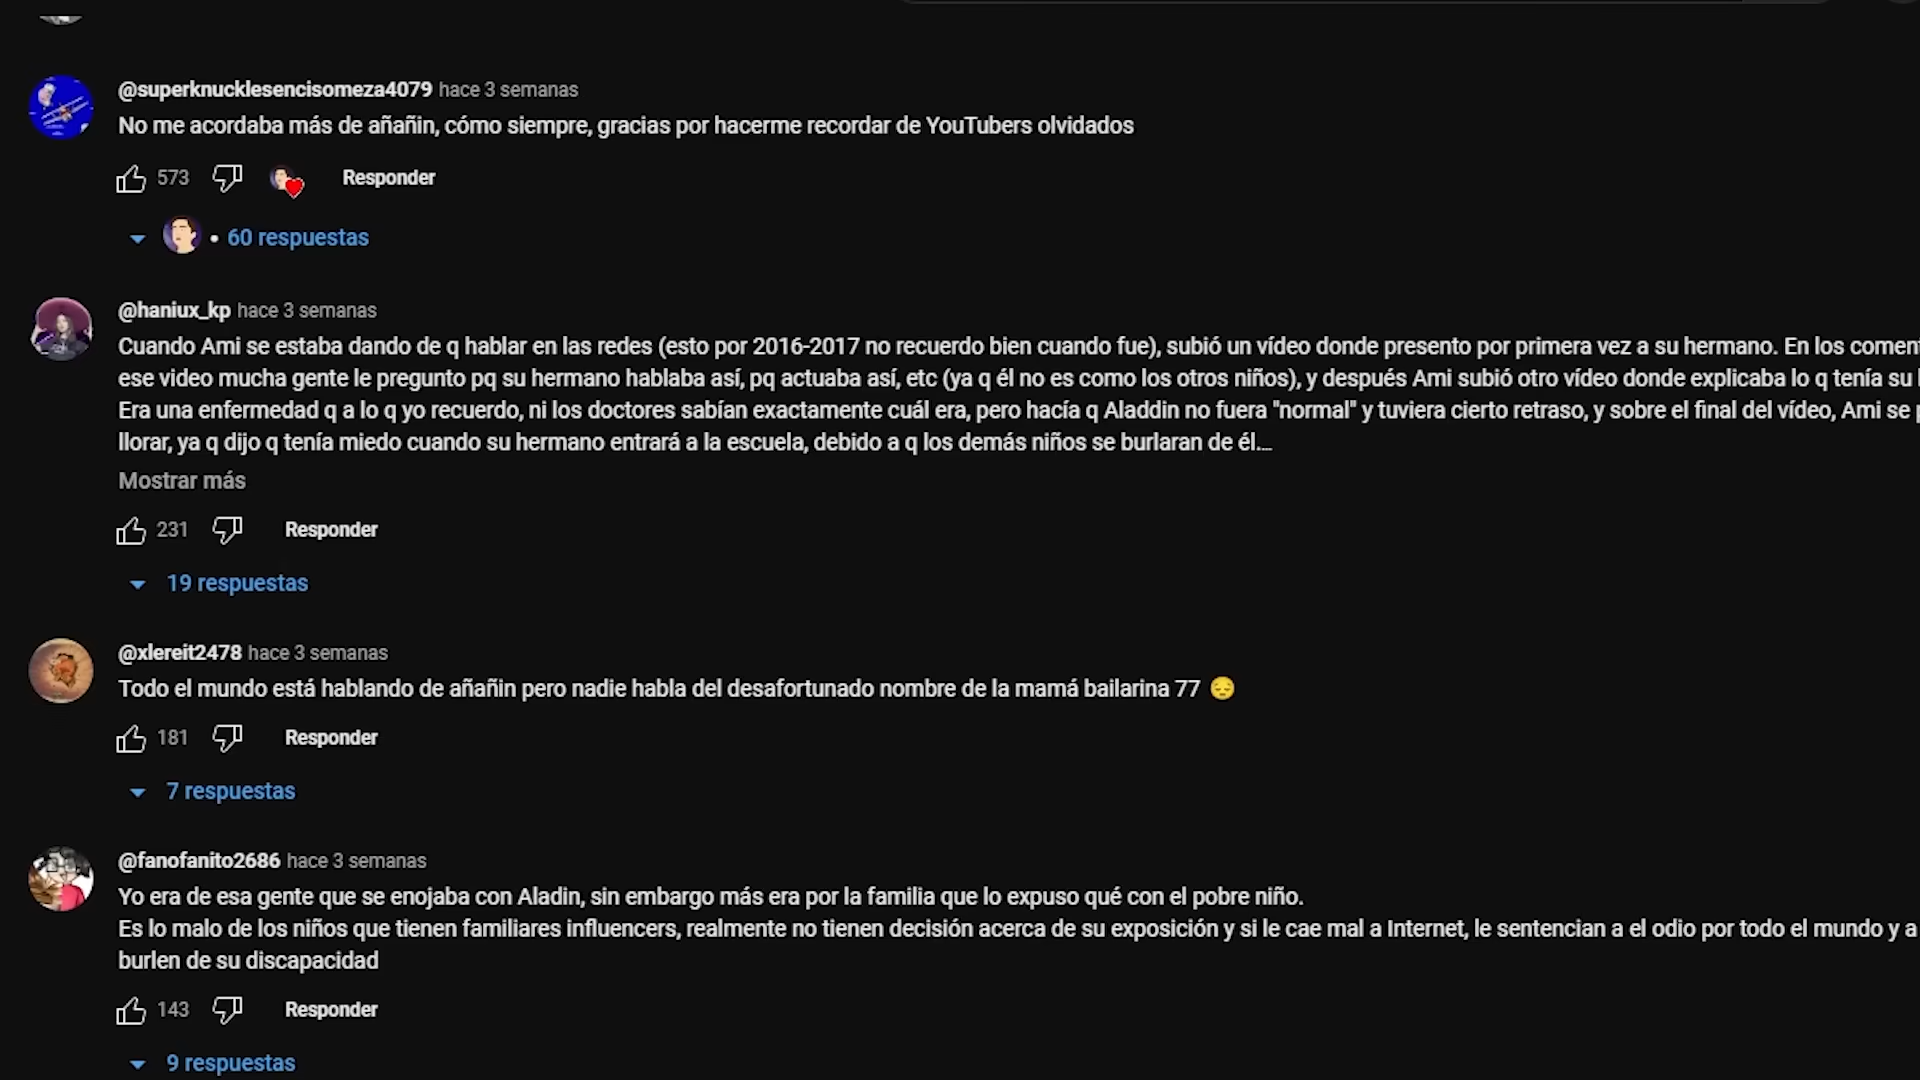 @superknucklesencisomeza4079 hace 3 semanas
No me acordaba más de añañin, cómo siempre, gracias por hacerme recordar de YouTubers olvidados
573 Responder
• 60 respuestas
@haniux_kp hace 3 semanas
Cuando Ami se estaba dando de q hablar en las redes (esto por 2016-2017 no recuerdo bien cuando fue), subió un vídeo donde presento por primera vez a su hermano. En los coment
ese video mucha gente le pregunto pq su hermano hablaba así, pq actuaba así, etc (ya q él no es como los otros niños), y después Ami subió otro vídeo donde explicaba lo q tenía su
Era una enfermedad q a lo q yo recuerdo, ni los doctores sabían exactamente cuál era, pero hacía q Aladdin no fuera "normal" y tuviera cierto retraso, y sobre el final del vídeo, Ami se
llorar, ya q dijo q tenía miedo cuando su hermano entrará a la escuela, debido a q los demás niños se burlaran de él...
Mostrar más
231 Responder
19 respuestas
@xlereit2478 hace 3 semanas
Todo el mundo está hablando de añañin pero nadie habla del desafortunado nombre de la mamá bailarina 77 😔
181 Responder
7 respuestas
@fanofanito2686 hace 3 semanas
Yo era de esa gente que se enojaba con Aladin, sin embargo más era por la familia que lo expuso qué con el pobre niño.
Es lo malo de los niños que tienen familiares influencers, realmente no tienen decisión acerca de su exposición y si le cae mal a Internet, le sentencian a el odio por todo el mundo y a
burlen de su discapacidad
143 Responder
9 respuestas